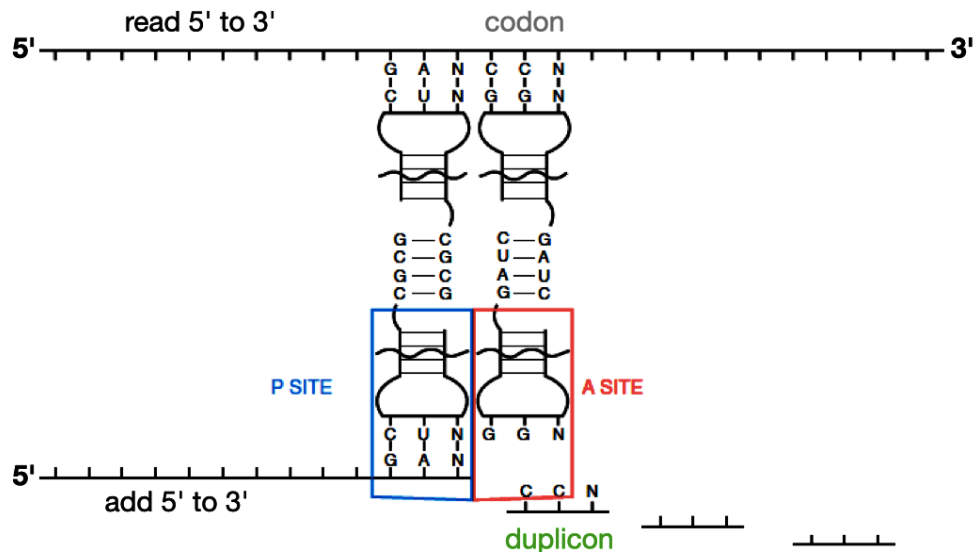 read 5' to 3' codon
5' 3'
G A N C C N
C U N G G N
G C C G
C G U A
G C A U
C G G C
P SITE A SITE
C U N G G N
G A N
5'
C C N
add 5' to 3'
duplicon